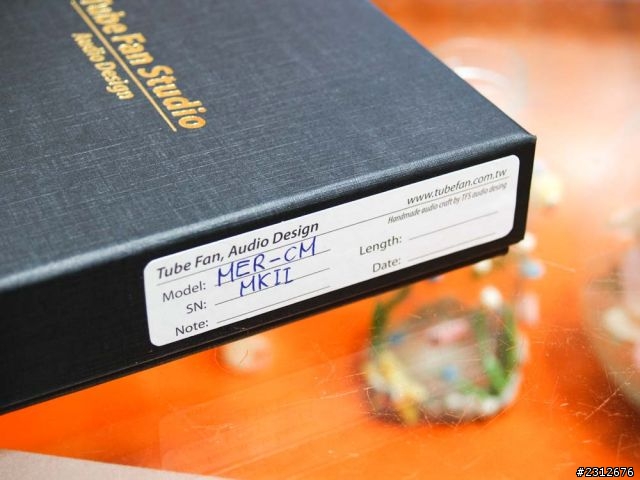 Tube Fan Studio
Audio Design
www.tubefan.com.tw
Handmade audio craft by TFS audio desing
Tube Fan, Audio Design
Model: MER-CM
SN: MKII
Note:
Length:
Date:
#2312676